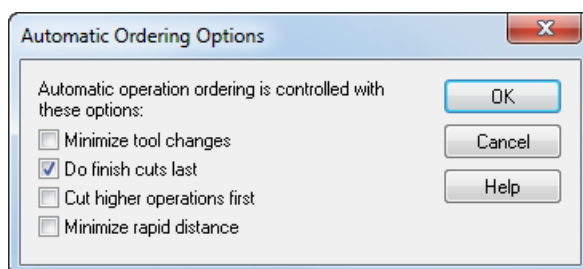 Automatic Ordering Options
Automatic operation ordering is controlled with
these options:
Minimize tool changes
Do finish cuts last
Cut higher operations first
Minimize rapid distance
OK
Cancel
Help